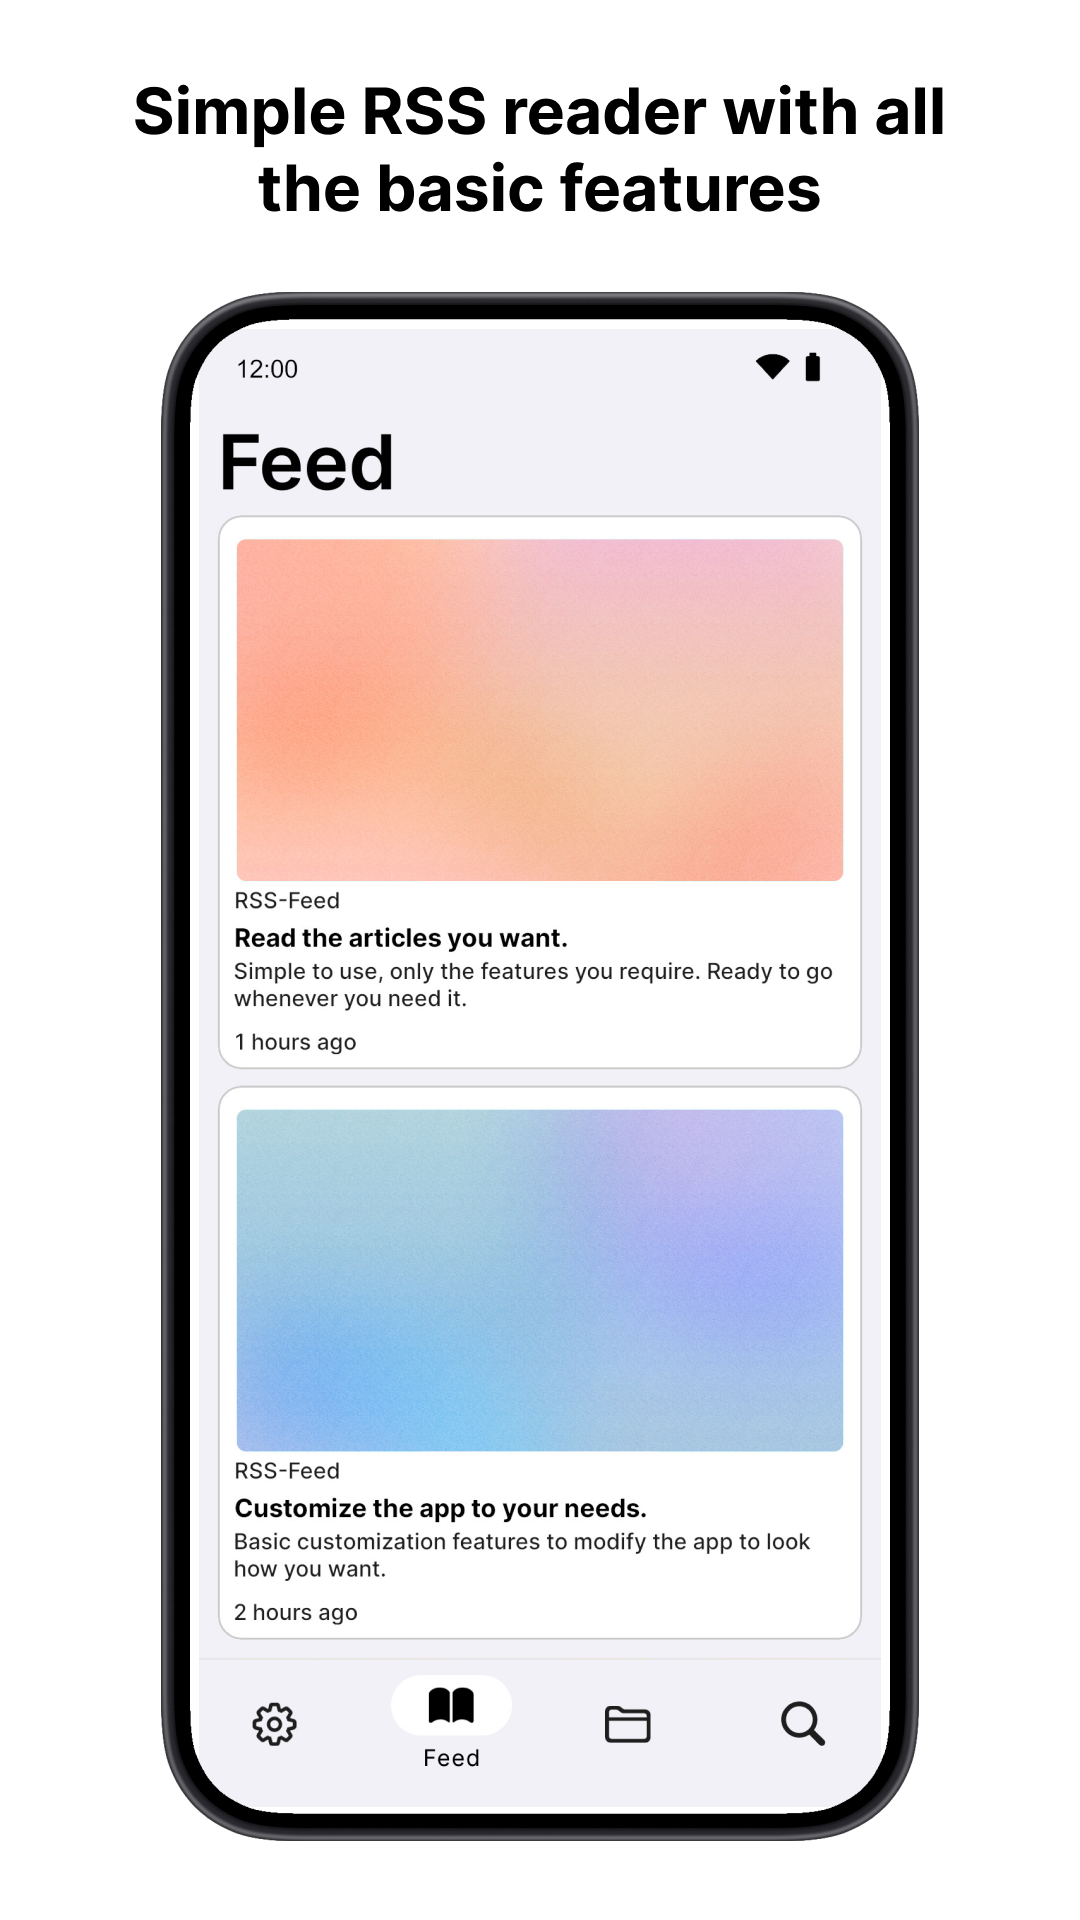 Simple RSS reader with all
the basic features
12:00
Feed
RSS-Feed
Read the articles you want.
Simple to use, only the features you require. Ready to go
whenever you need it.
1 hours ago
RSS-Feed
Customize the app to your needs.
Basic customization features to modify the app to look
how you want.
2 hours ago
Feed